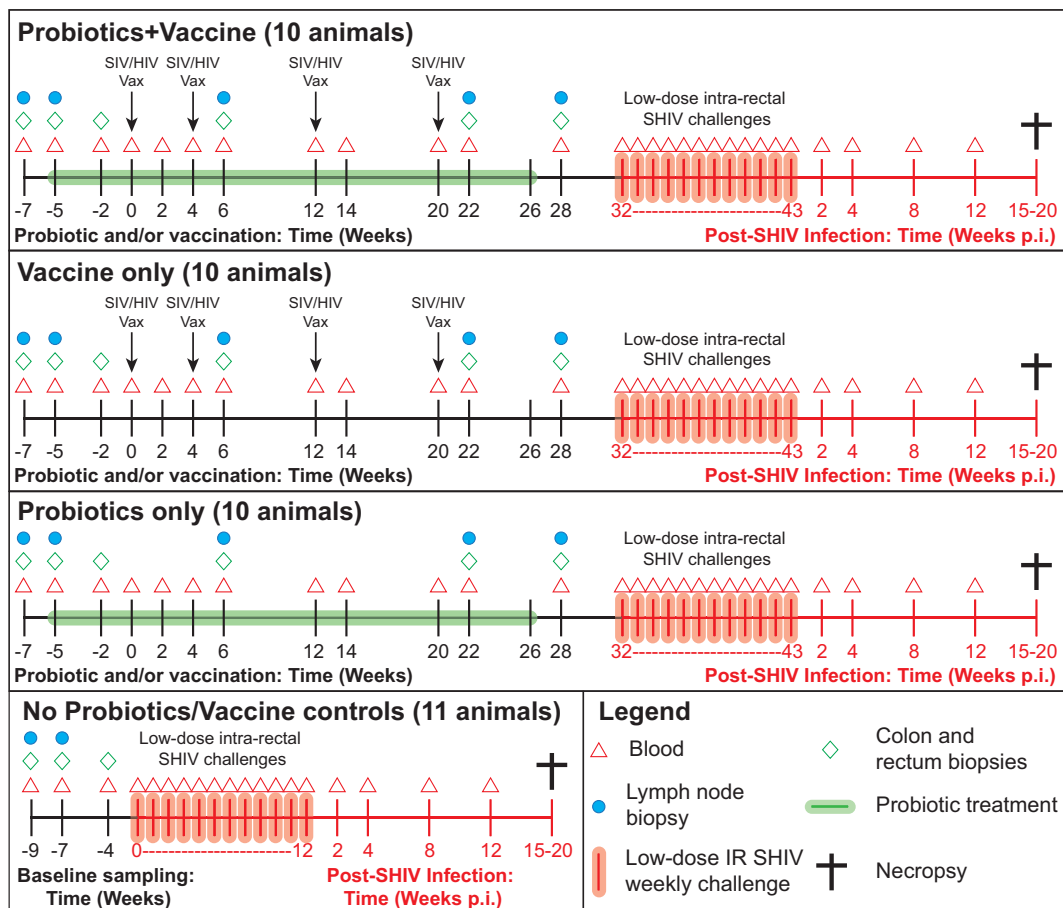 Probiotics+Vaccine (10 animals)
SIV/HIV Vax SIV/HIV Vax SIV/HIV Vax SIV/HIV Vax
Low-dose intra-rectal
SHIV challenges
-7 -5 -2 0 2 4 6 12 14 20 22 26 28 32-----------------------43 2 4 8 12 15-20
Probiotic and/or vaccination: Time (Weeks) Post-SHIV Infection: Time (Weeks p.i.)
Vaccine only (10 animals)
SIV/HIV Vax SIV/HIV Vax SIV/HIV Vax SIV/HIV Vax
Low-dose intra-rectal
SHIV challenges
-7 -5 -2 0 2 4 6 12 14 20 22 26 28 32-----------------------43 2 4 8 12 15-20
Probiotic and/or vaccination: Time (Weeks) Post-SHIV Infection: Time (Weeks p.i.)
Probiotics only (10 animals)
Low-dose intra-rectal
SHIV challenges
-7 -5 -2 0 2 4 6 12 14 20 22 26 28 32-----------------------43 2 4 8 12 15-20
Probiotic and/or vaccination: Time (Weeks) Post-SHIV Infection: Time (Weeks p.i.)
No Probiotics/Vaccine controls (11 animals)
Low-dose intra-rectal
SHIV challenges
-9 -7 -4 0-----------------------12 2 4 8 12 15-20
Baseline sampling:
Time (Weeks)
Post-SHIV Infection:
Time (Weeks p.i.)
Legend
Blood
Colon and
rectum biopsies
Lymph node
biopsy
Probiotic treatment
Low-dose IR SHIV
weekly challenge
Necropsy